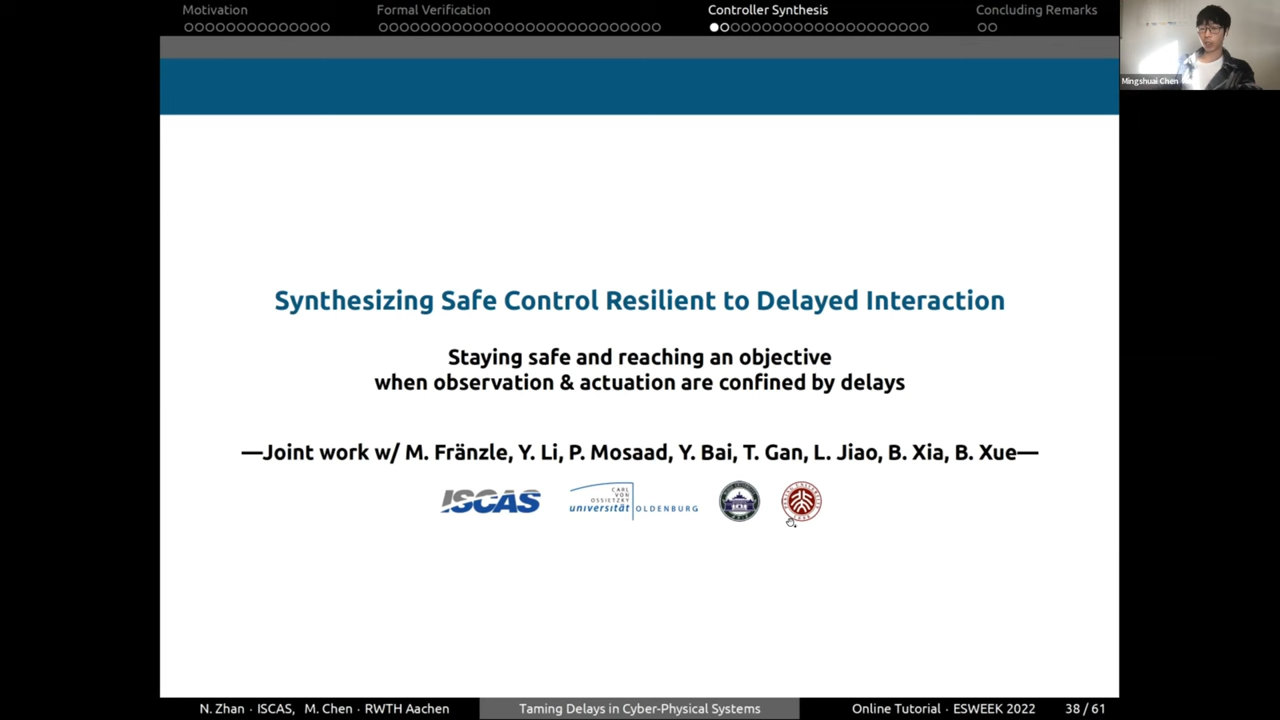 Motivation
Formal Verification
Controller Synthesis
Concluding Remarks
Mingshuai Chen
Synthesizing Safe Control Resilient to Delayed Interaction
Staying safe and reaching an objective
when observation & actuation are confined by delays
—Joint work w/ M. Fränzle, Y. Li, P. Mosaad, Y. Bai, T. Gan, L. Jiao, B. Xia, B. Xue—
ISCAS
CARL
VON
OSSIETZKY
universität OLDENBURG
N. Zhan · ISCAS, M. Chen · RWTH Aachen
Taming Delays in Cyber-Physical Systems
Online Tutorial · ESWEEK 2022
38 / 61